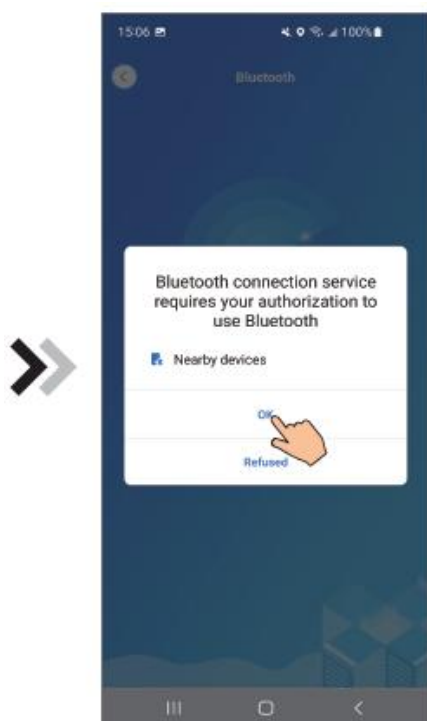 15:06 100%
Bluetooth
Bluetooth connection service
requires your authorization to
use Bluetooth
Nearby devices
OK
Refused